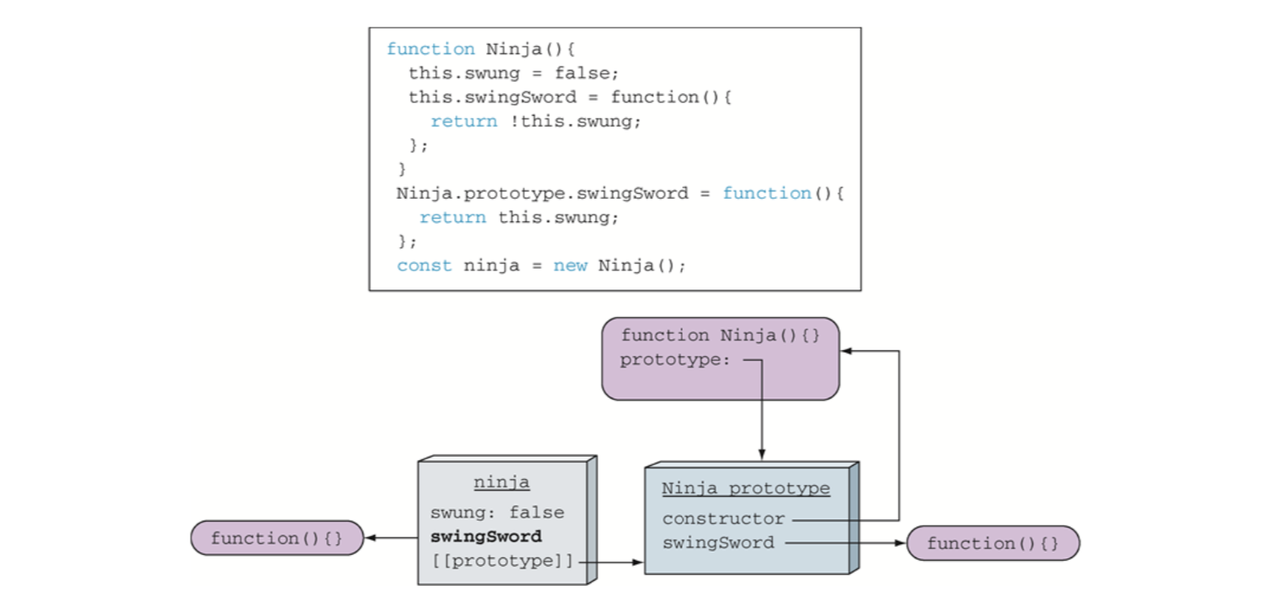 function Ninja(){
  this.swung = false;
  this.swingSword = function(){
    return !this.swung;
  };
}
Ninja.prototype.swingSword = function(){
  return this.swung;
};
const ninja = new Ninja();
function Ninja(){}
prototype:
ninja
swung: false
swingSword
[[prototype]]
function(){}
Ninja prototype
constructor
swingSword
function(){}